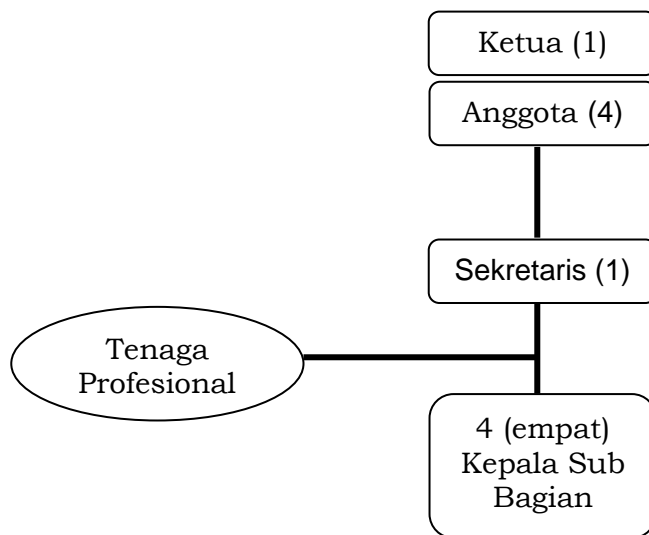 Ketua (1)
Anggota (4)
Sekretaris (1)
Tenaga
Profesional
4 (empat)
Kepala Sub
Bagian